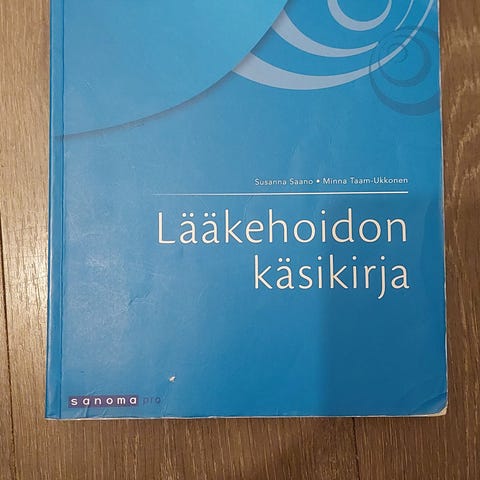 Susanna Saano • Minna Taam-Ukkonen
Lääkehoidon
käsikirja
sanoma pro